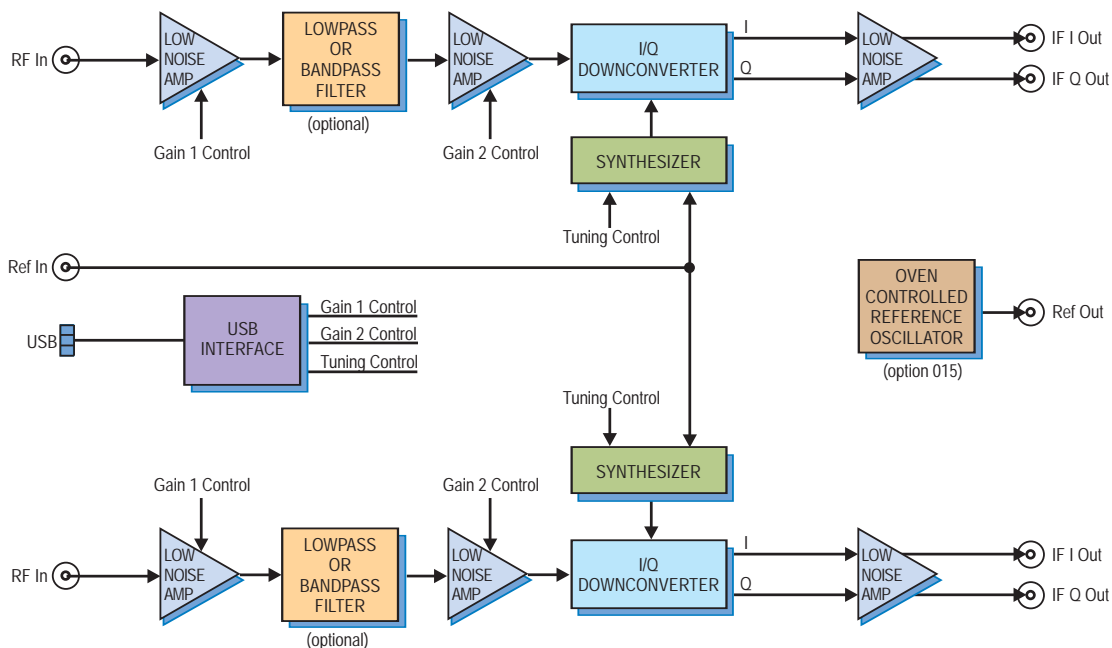 RF In
LOW
NOISE
AMP
Gain 1 Control
LOWPASS
OR
BANDPASS
FILTER
(optional)
LOW
NOISE
AMP
Gain 2 Control
I/Q
DOWNCONVERTER
I
Q
LOW
NOISE
AMP
IF I Out
IF Q Out
SYNTHESIZER
Tuning Control
Ref In
USB
USB
INTERFACE
Gain 1 Control
Gain 2 Control
Tuning Control
OVEN
CONTROLLED
REFERENCE
OSCILLATOR
(option 015)
Ref Out
Tuning Control
SYNTHESIZER
Gain 1 Control
Gain 2 Control
RF In
LOW
NOISE
AMP
LOWPASS
OR
BANDPASS
FILTER
(optional)
LOW
NOISE
AMP
I/Q
DOWNCONVERTER
I
Q
LOW
NOISE
AMP
IF I Out
IF Q Out